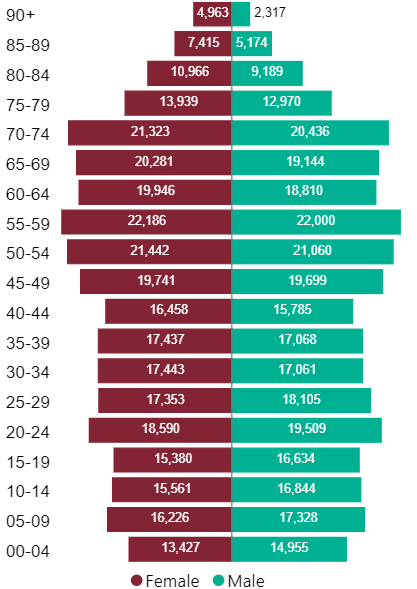 90+ 4,963 2,317
85-89 7,415 5,174
80-84 10,966 9,189
75-79 13,939 12,970
70-74 21,323 20,436
65-69 20,281 19,144
60-64 19,946 18,810
55-59 22,186 22,000
50-54 21,442 21,060
45-49 19,741 19,699
40-44 16,458 15,785
35-39 17,437 17,068
30-34 17,443 17,061
25-29 17,353 18,105
20-24 18,590 19,509
15-19 15,380 16,634
10-14 15,561 16,844
05-09 16,226 17,328
00-04 13,427 14,955
Female Male